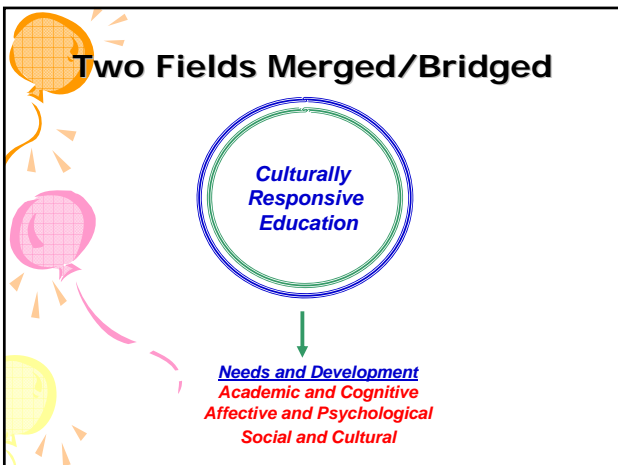 Two Fields Merged/Bridged
Culturally
Responsive
Education
Needs and Development
Academic and Cognitive
Affective and Psychological
Social and Cultural